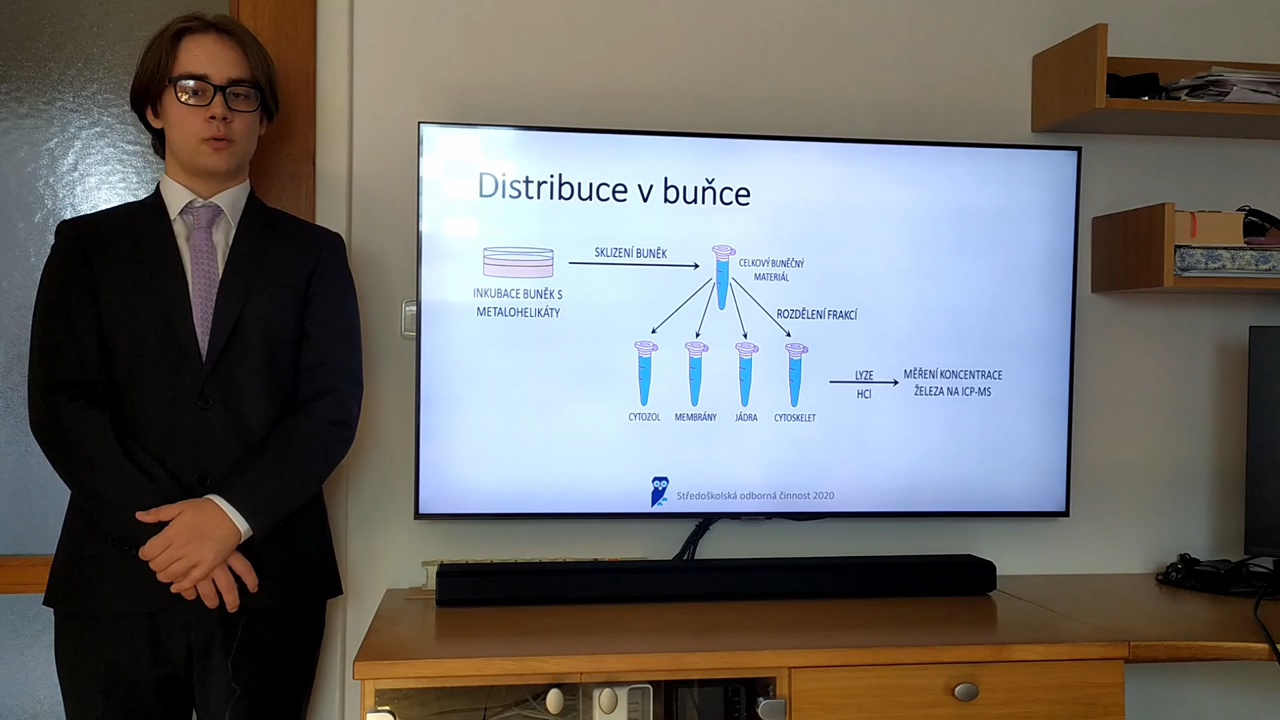 Distribuce v buňce
SKLIZENÍ BUNĚK
CELKOVÝ BUNĚČNÝ
MATERIÁL
INKUBACE BUNĚK S
METALOHELIKÁTY
ROZDĚLENÍ FRAKCÍ
CYTOZOL
MEMBRÁNY
JÁDRA
CYTOSKELET
LYZE
HCl
MĚŘENÍ KONCENTRACE
ŽELEZA NA ICP-MS
Středoškolská odborná činnost 2020